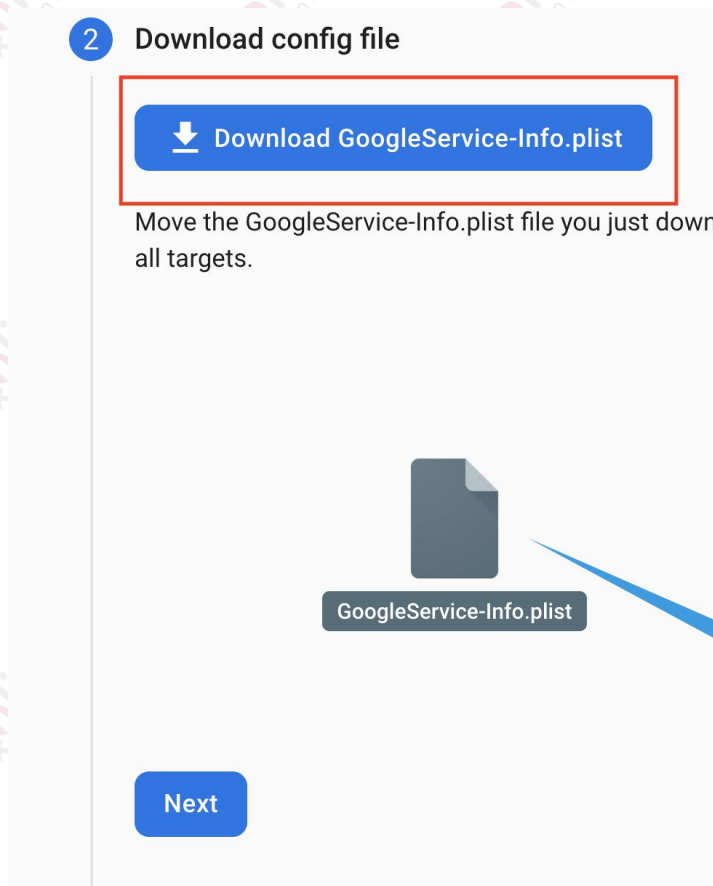 2 Download config file
Download GoogleService-Info.plist
Move the GoogleService-Info.plist file you just down
all targets.
GoogleService-Info.plist
Next